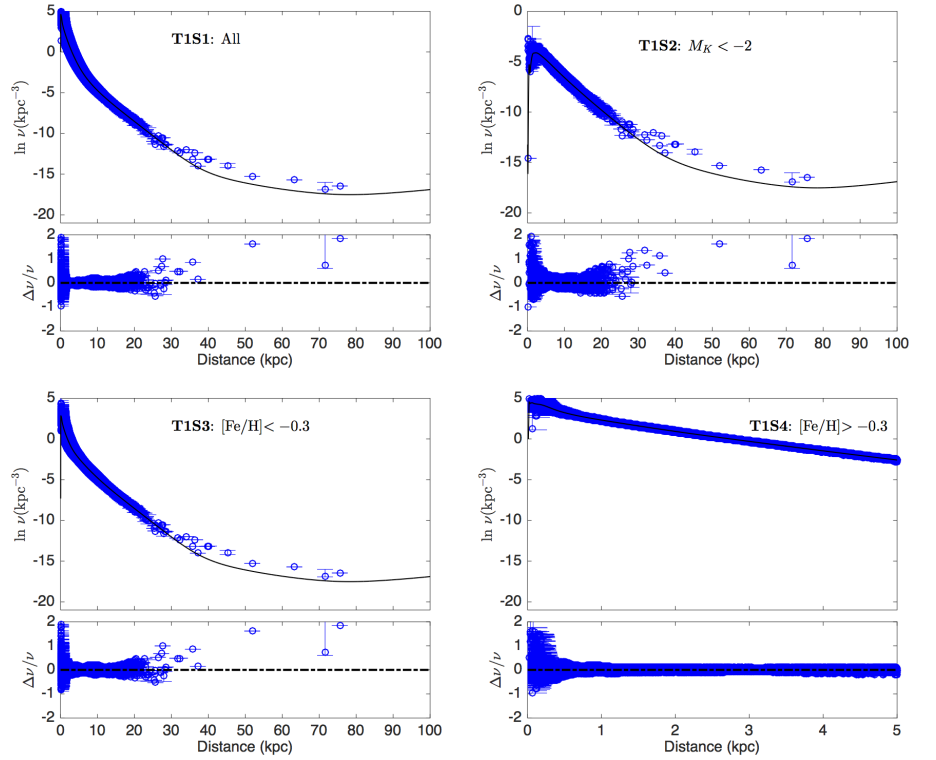 T1S1: All
5
0
-5
-10
-15
-20
ln ν(kpc⁻³)
2
1
0
-1
-2
Δν/ν
0 10 20 30 40 50 60 70 80 90 100
Distance (kpc)
T1S2: M_K < −2
0
-5
-10
-15
-20
ln ν(kpc⁻³)
2
1
0
-1
-2
Δν/ν
0 10 20 30 40 50 60 70 80 90 100
Distance (kpc)
T1S3: [Fe/H]< −0.3
5
0
-5
-10
-15
-20
ln ν(kpc⁻³)
2
1
0
-1
-2
Δν/ν
0 10 20 30 40 50 60 70 80 90 100
Distance (kpc)
T1S4: [Fe/H]> −0.3
5
0
-5
-10
-15
-20
ln ν(kpc⁻³)
2
1
0
-1
-2
Δν/ν
0 1 2 3 4 5
Distance (kpc)